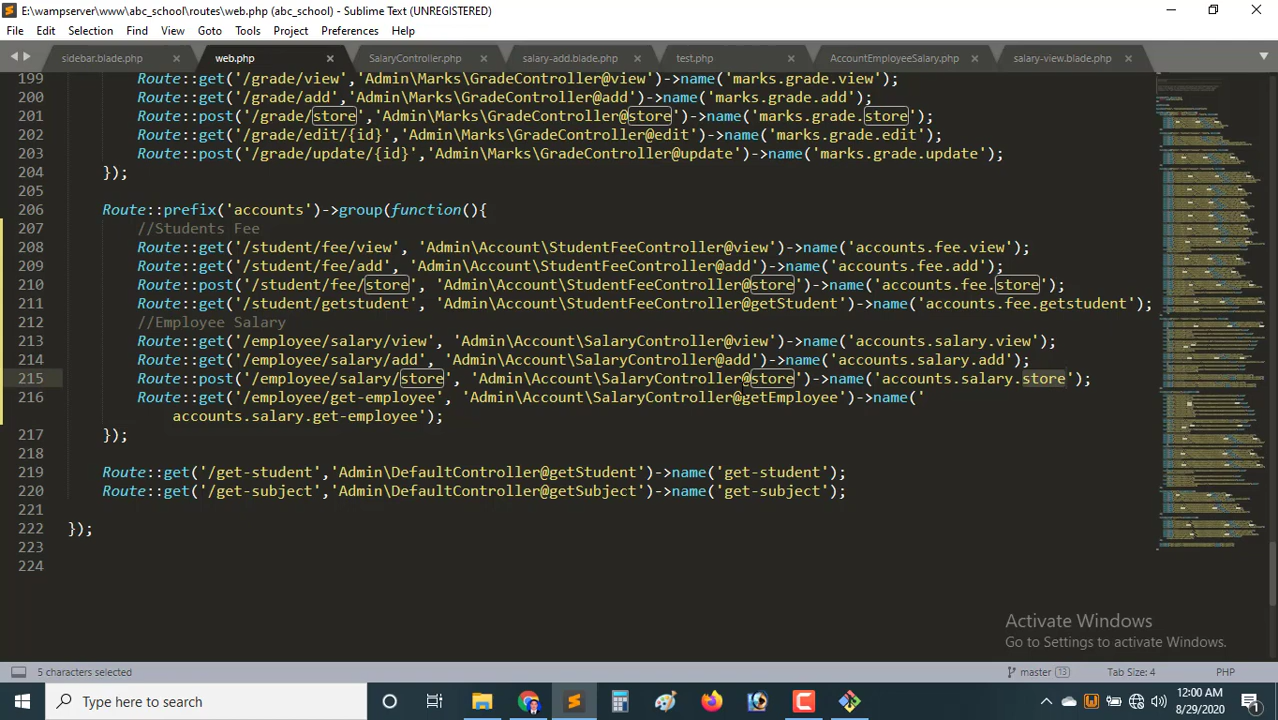 E:\wampserver\www\abc_school\routes\web.php (abc_school) - Sublime Text (UNREGISTERED)
File Edit Selection Find View Goto Tools Project Preferences Help
sidebar.blade.php web.php SalaryController.php salary-add.blade.php test.php AccountEmployeeSalary.php salary-view.blade.php
199 Route::get('/grade/view','Admin\Marks\GradeController@view')->name('marks.grade.view');
200 Route::get('/grade/add','Admin\Marks\GradeController@add')->name('marks.grade.add');
201 Route::post('/grade/store','Admin\Marks\GradeController@store')->name('marks.grade.store');
202 Route::get('/grade/edit/{id}','Admin\Marks\GradeController@edit')->name('marks.grade.edit');
203 Route::post('/grade/update/{id}','Admin\Marks\GradeController@update')->name('marks.grade.update');
204 });
205
206 Route::prefix('accounts')->group(function(){
207 //Students Fee
208 Route::get('/student/fee/view', 'Admin\Account\StudentFeeController@view')->name('accounts.fee.view');
209 Route::get('/student/fee/add', 'Admin\Account\StudentFeeController@add')->name('accounts.fee.add');
210 Route::post('/student/fee/store', 'Admin\Account\StudentFeeController@store')->name('accounts.fee.store');
211 Route::get('/student/getstudent', 'Admin\Account\StudentFeeController@getStudent')->name('accounts.fee.getstudent');
212 //Employee Salary
213 Route::get('/employee/salary/view', 'Admin\Account\SalaryController@view')->name('accounts.salary.view');
214 Route::get('/employee/salary/add', 'Admin\Account\SalaryController@add')->name('accounts.salary.add');
215 Route::post('/employee/salary/store', 'Admin\Account\SalaryController@store')->name('accounts.salary.store');
216 Route::get('/employee/get-employee', 'Admin\Account\SalaryController@getEmployee')->name('
accounts.salary.get-employee');
217 });
218
219 Route::get('/get-student','Admin\DefaultController@getStudent')->name('get-student');
220 Route::get('/get-subject','Admin\DefaultController@getSubject')->name('get-subject');
221
222 });
223
224
Activate Windows
Go to Settings to activate Windows.
5 characters selected master 13 Tab Size: 4 PHP
Type here to search 12:00 AM
8/29/2020 1